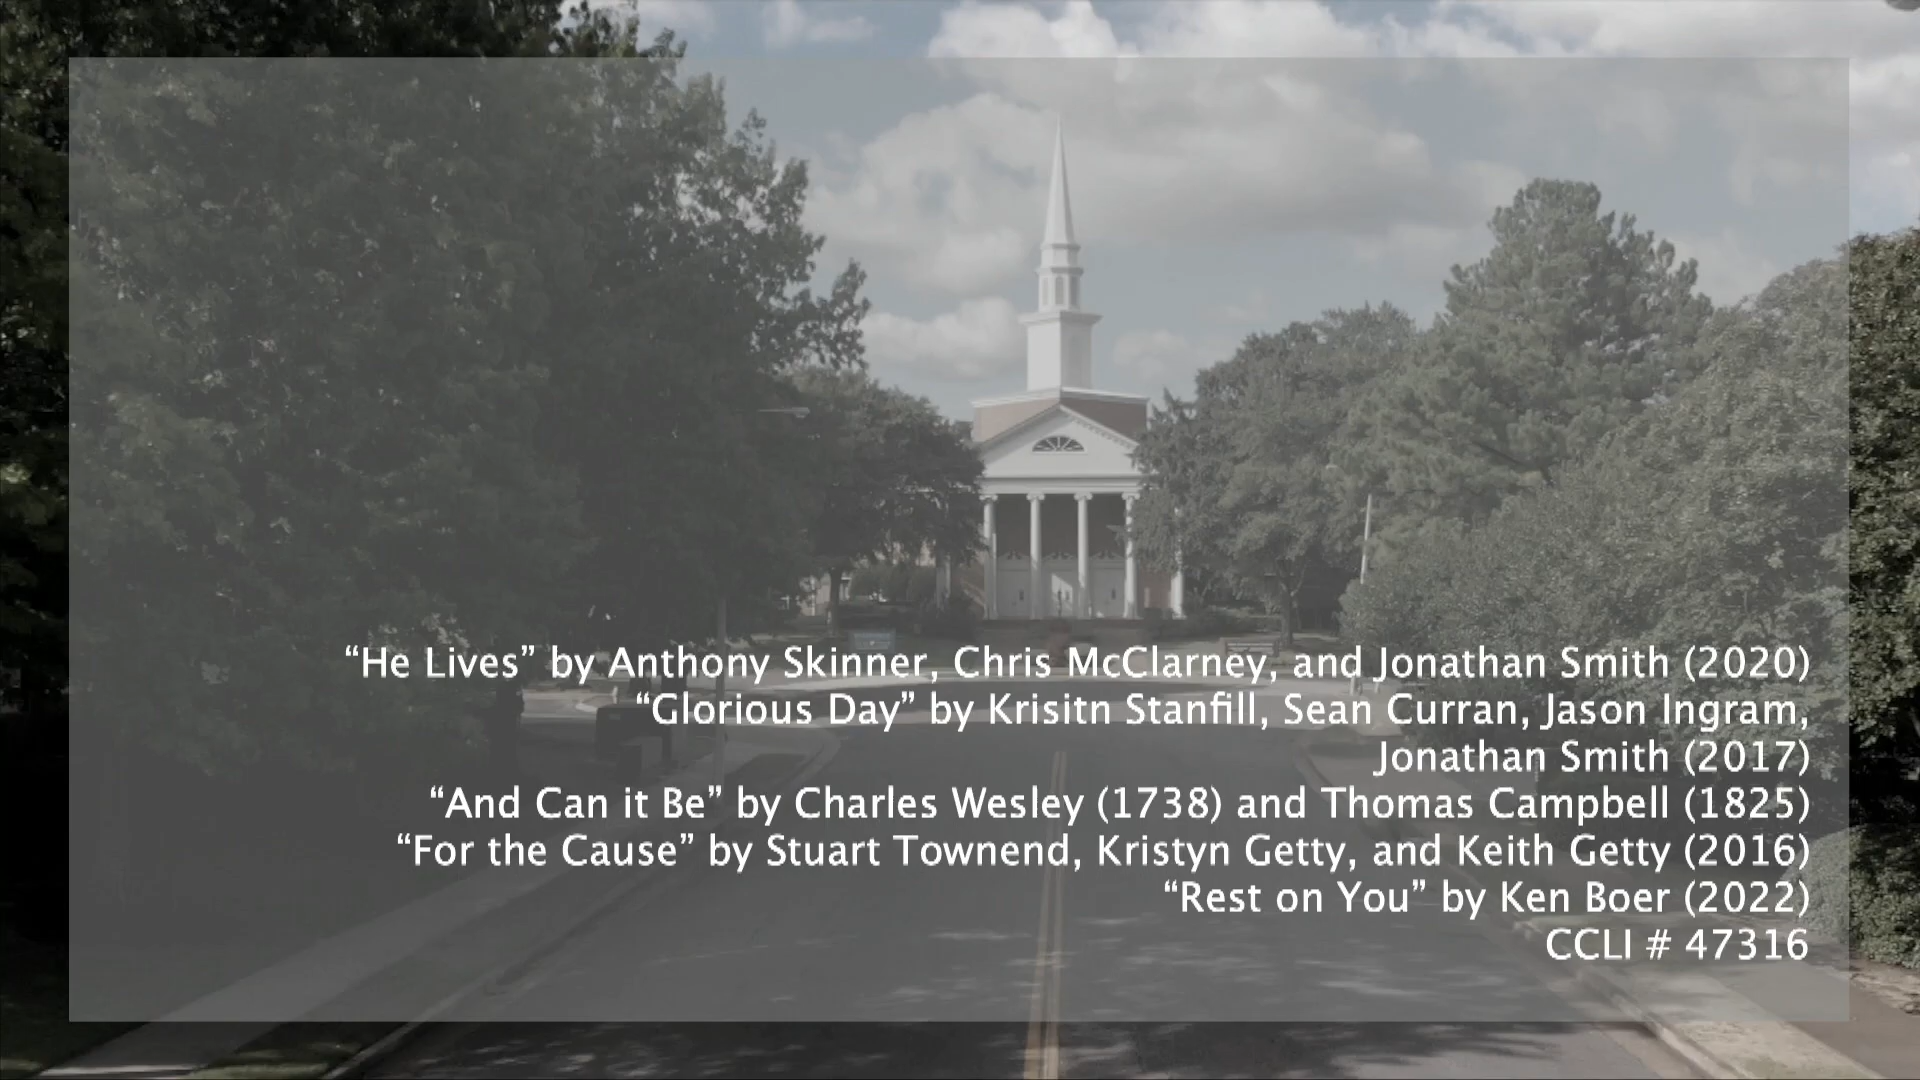 “He Lives” by Anthony Skinner, Chris McClarney, and Jonathan Smith (2020)
“Glorious Day” by Krisitn Stanfill, Sean Curran, Jason Ingram,
Jonathan Smith (2017)
“And Can it Be” by Charles Wesley (1738) and Thomas Campbell (1825)
“For the Cause” by Stuart Townend, Kristyn Getty, and Keith Getty (2016)
“Rest on You” by Ken Boer (2022)
CCLI # 47316